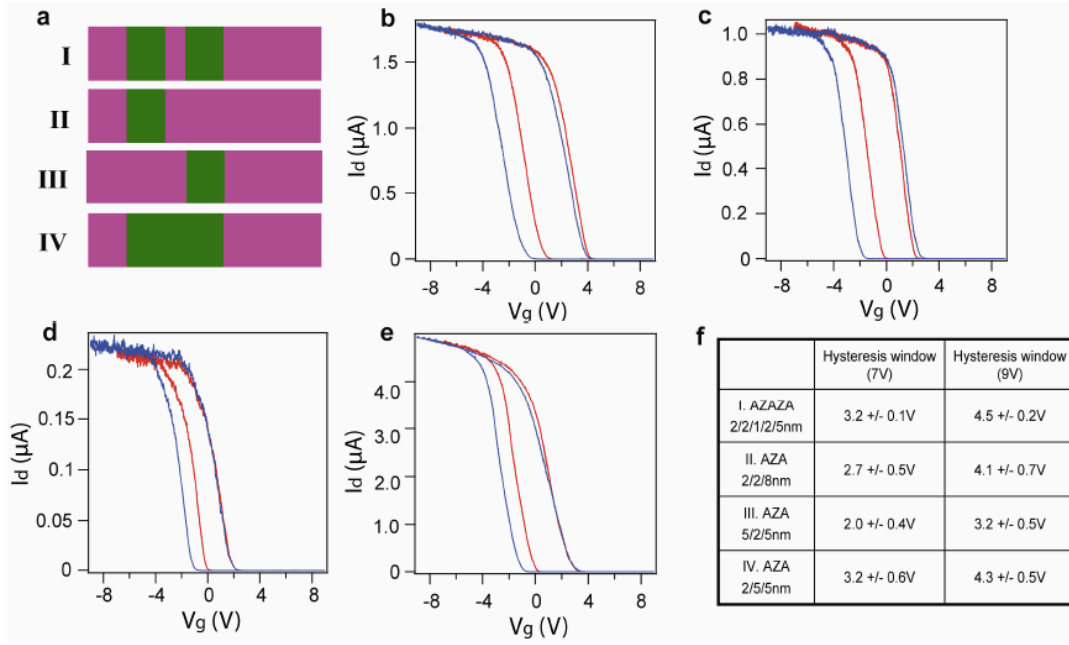 a
I
II
III
IV
b
Id (μA)
1.5
1.0
0.5
0
-8 -4 0 4 8
Vg (V)
c
Id (μA)
1.0
0.8
0.6
0.4
0.2
0
-8 -4 0 4 8
Vg (V)
d
Id (μA)
0.2
0.15
0.1
0.05
0
-8 -4 0 4 8
Vg (V)
e
Id (μA)
4.0
3.0
2.0
1.0
0
-8 -4 0 4 8
Vg (V)
f
Hysteresis window (7V)
Hysteresis window (9V)
I. AZAZA
2/2/1/2/5nm
3.2 +/- 0.1V
4.5 +/- 0.2V
II. AZA
2/2/8nm
2.7 +/- 0.5V
4.1 +/- 0.7V
III. AZA
5/2/5nm
2.0 +/- 0.4V
3.2 +/- 0.5V
IV. AZA
2/5/5nm
3.2 +/- 0.6V
4.3 +/- 0.5V